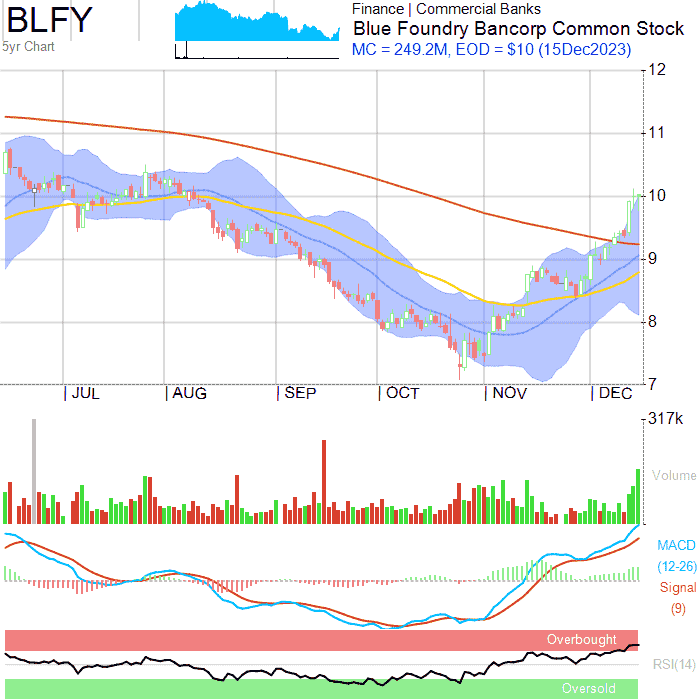 BLFY
5yr Chart
Finance | Commercial Banks
Blue Foundry Bancorp Common Stock
MC = 249.2M, EOD = $10 (15Dec2023)
12
11
10
9
8
7
| JUL | AUG | SEP | OCT | NOV | DEC
317k
Volume
MACD
(12-26)
Signal
(9)
Overbought
RSI(14)
Oversold